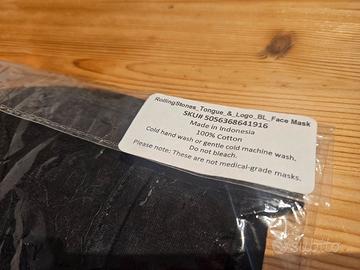 RollingStones_Tongue_&_Logo_BL_Face Mask
SKU# 5056368641916
Made in Indonesia
100% Cotton
Cold hand wash or gentle cold machine wash.
Do not bleach.
Please note: These are not medical-grade masks.
subito